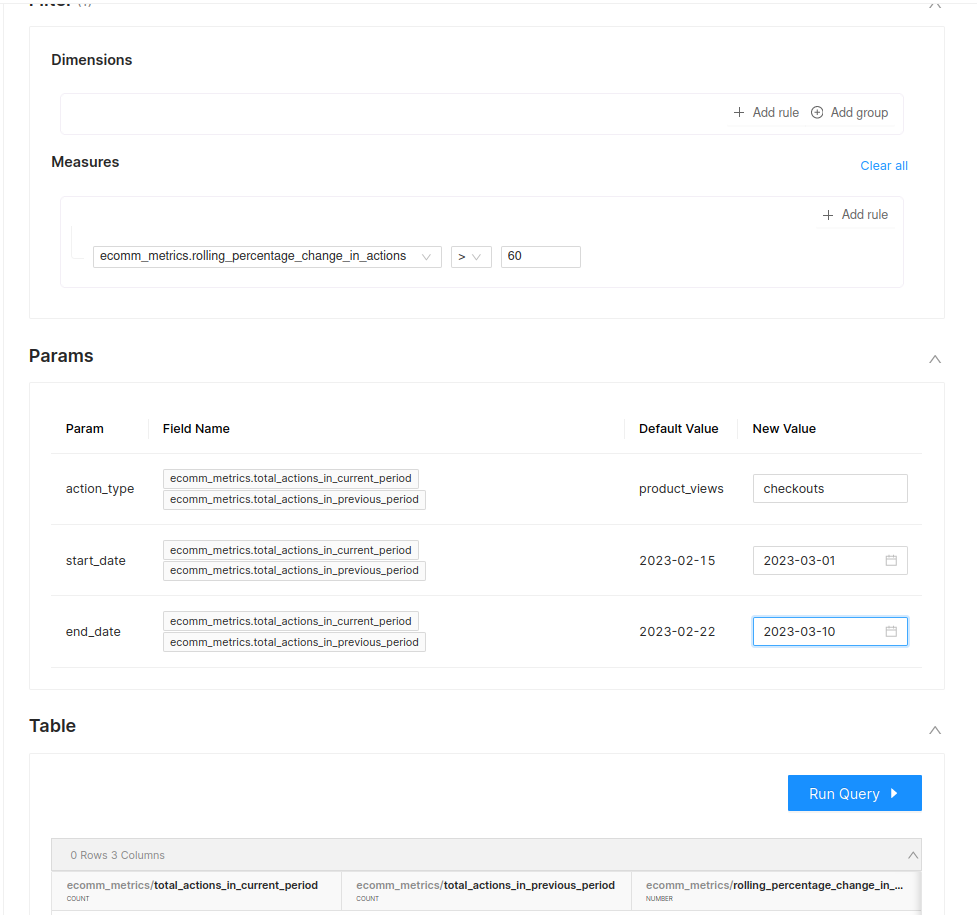 Filter (1)
Dimensions
Add rule Add group
Measures
Clear all
Add rule
ecomm_metrics.rolling_percentage_change_in_actions > 60
Params
Param Field Name Default Value New Value
action_type ecomm_metrics.total_actions_in_current_period product_views checkouts
ecomm_metrics.total_actions_in_previous_period
start_date ecomm_metrics.total_actions_in_current_period 2023-02-15 2023-03-01
ecomm_metrics.total_actions_in_previous_period
end_date ecomm_metrics.total_actions_in_current_period 2023-02-22 2023-03-10
ecomm_metrics.total_actions_in_previous_period
Table
Run Query
0 Rows 3 Columns
ecomm_metrics/total_actions_in_current_period ecomm_metrics/total_actions_in_previous_period ecomm_metrics/rolling_percentage_change_in_...
COUNT COUNT NUMBER